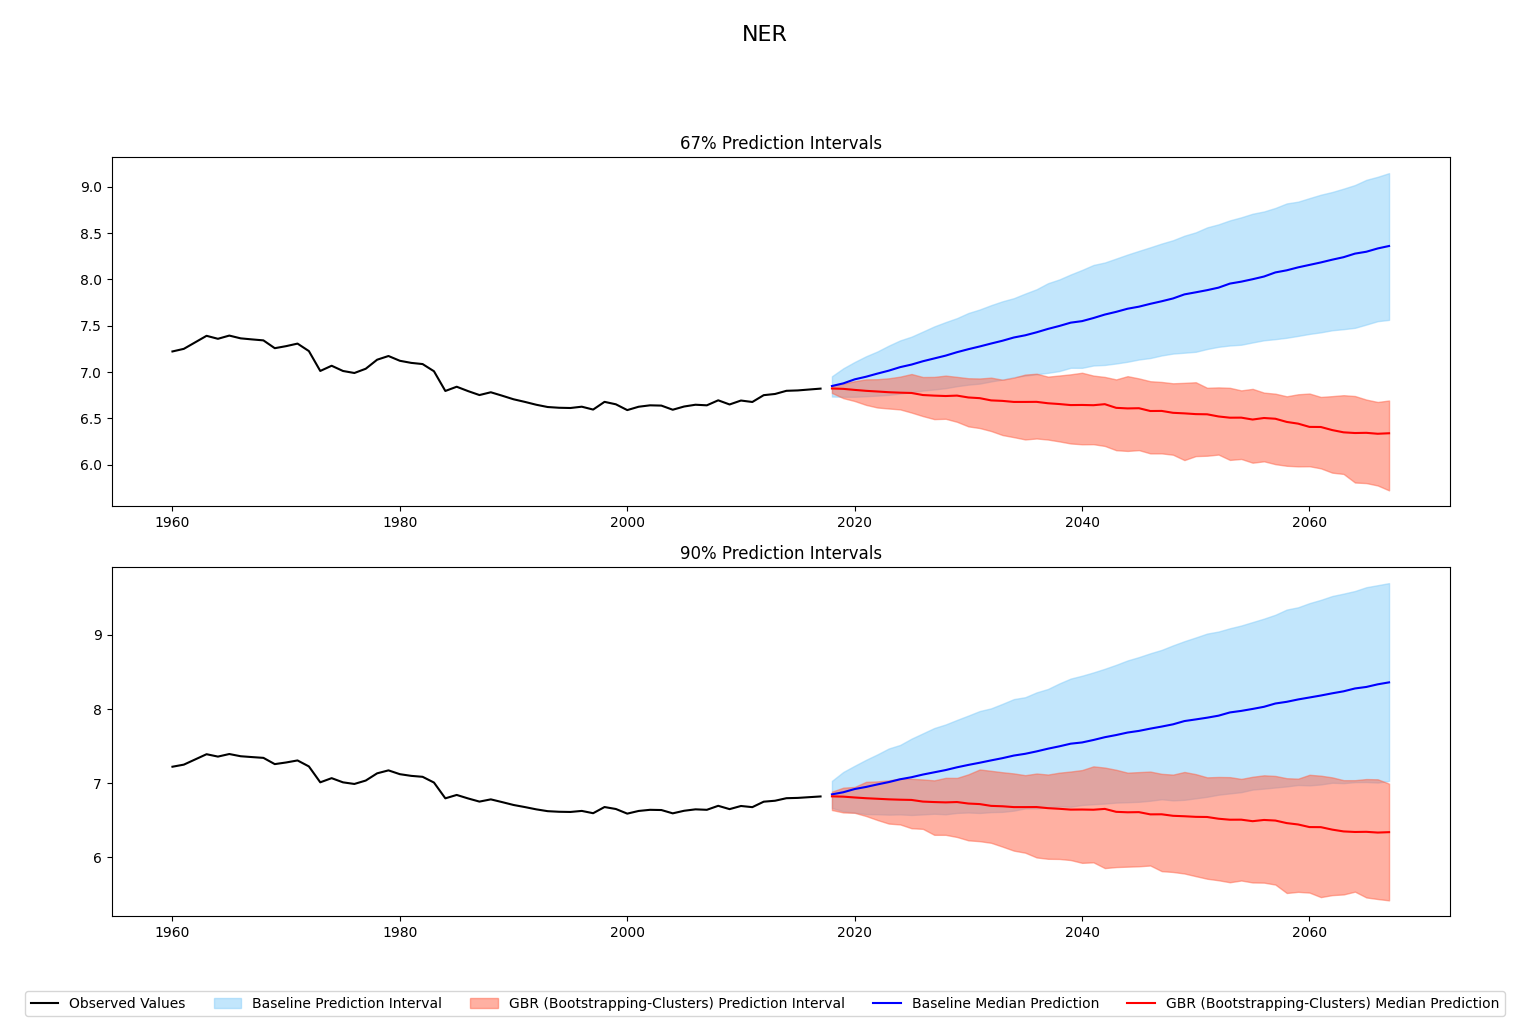 NER
67% Prediction Intervals
9.0
8.5
8.0
7.5
7.0
6.5
6.0
1960 1980 2000 2020 2040 2060
90% Prediction Intervals
9
8
7
6
1960 1980 2000 2020 2040 2060
Observed Values Baseline Prediction Interval GBR (Bootstrapping-Clusters) Prediction Interval Baseline Median Prediction GBR (Bootstrapping-Clusters) Median Prediction